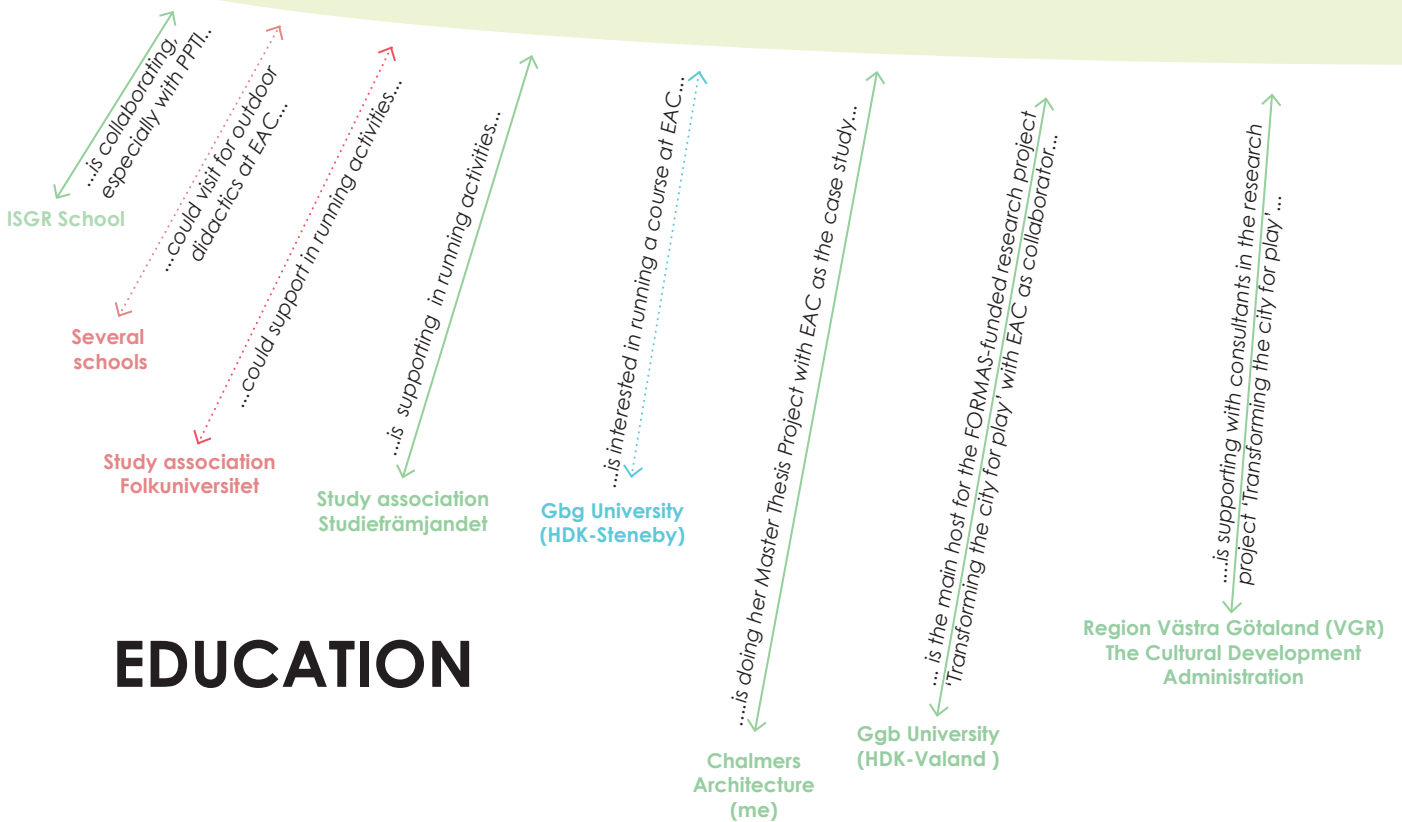 ...is collaborating,
especially with PPTI...
ISGR School
...could visit for outdoor
didactics at EAC...
Several
schools
...could support in running activities...
Study association
Folkuniversitet
...is supporting in running activities...
Study association
Studiefrämjandet
...is interested in running a course at EAC...
Gbg University
(HDK-Steneby)
....is doing her Master Thesis Project with EAC as the case study...
Chalmers
Architecture
(me)
... is the main host for the FORMAS-funded research project
'Transforming the city for play' with EAC as collaborator...
Ggb University
(HDK-Valand )
....is supporting with consultants in the research
project 'Transforming the city for play'...
Region Västra Götaland (VGR)
The Cultural Development
Administration
EDUCATION